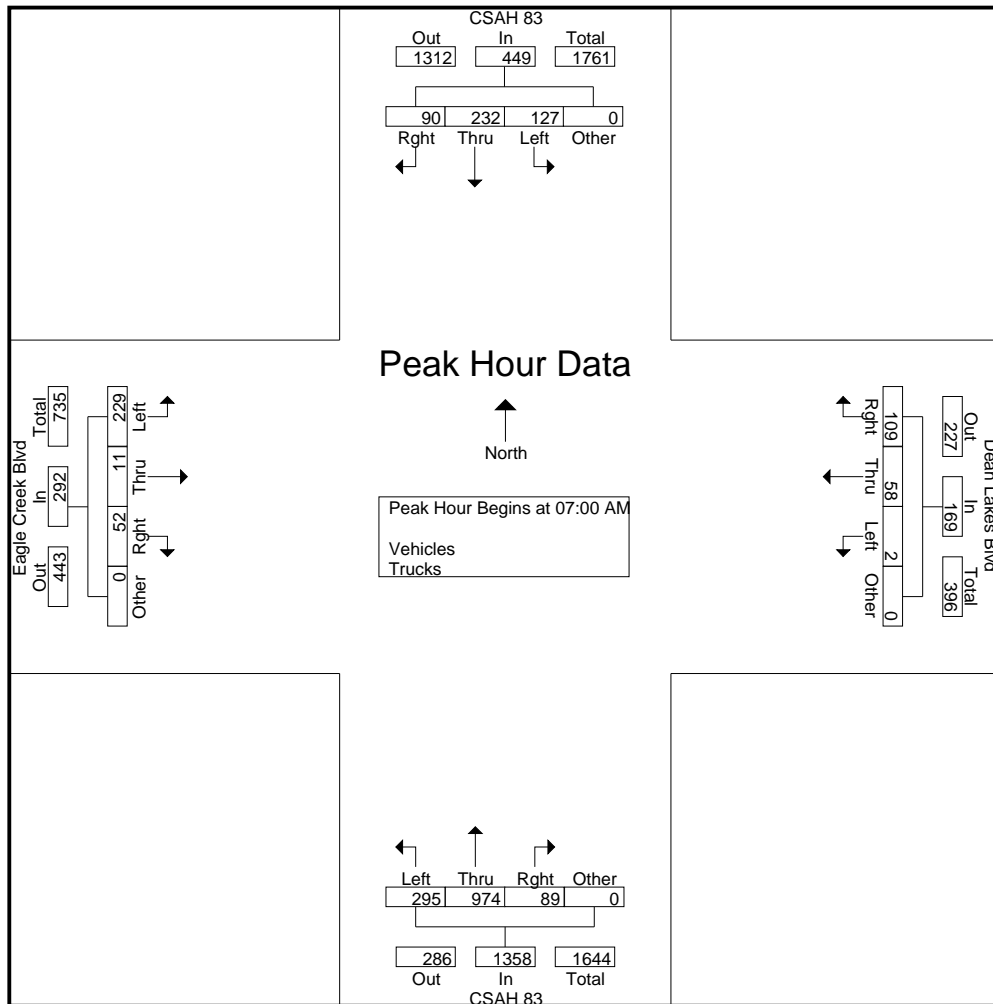 CSAH 83
Out In Total
1312 449 1761
90 232 127 0
Rght Thru Left Other
Peak Hour Data
North
Peak Hour Begins at 07:00 AM
Vehicles
Trucks
Eagle Creek Blvd
Out In Total
443 292 735
0 52 11 229
Other Rght Thru Left
Dean Lakes Blvd
Out In Total
227 169 396
109 58 2 0
Rght Thru Left Other
Left Thru Rght Other
295 974 89 0
286 1358 1644
Out In Total
CSAH 83